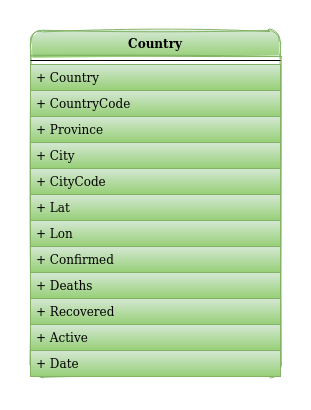 Country
+ Country
+ CountryCode
+ Province
+ City
+ CityCode
+ Lat
+ Lon
+ Confirmed
+ Deaths
+ Recovered
+ Active
+ Date